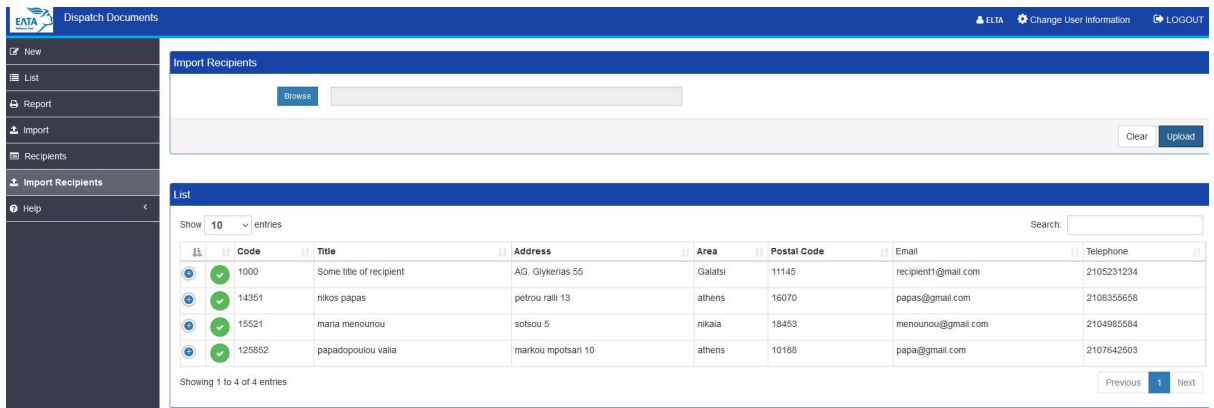 ΕΛΤΑ Dispatch Documents ELTA Change User Information LOGOUT
Hellenic Post
New
List
Report
Import
Recipients
Import Recipients
Help
Import Recipients
Browse
Clear Upload
List
Show 10 entries Search:
Code Title Address Area Postal Code Email Telephone
1000 Some title of recipient AG. Glykerias 55 Galatsi 11145 recipient1@mail.com 2105231234
14351 nikos papas petrou ralli 13 athens 16070 papas@gmail.com 2108355658
15521 maria menounou sotsou 5 nikaia 18453 menounou@gmail.com 2104985584
125852 papadopoulou valia markou mpotsari 10 athens 10188 papa@gmail.com 2107642503
Showing 1 to 4 of 4 entries Previous 1 Next